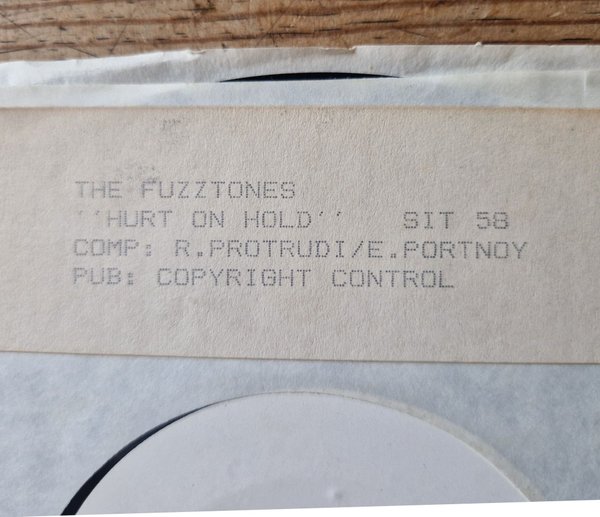 THE FUZZTONES
''HURT ON HOLD'' SIT 58
COMP: R.PROTRUDI/E.PORTNOY
PUB: COPYRIGHT CONTROL